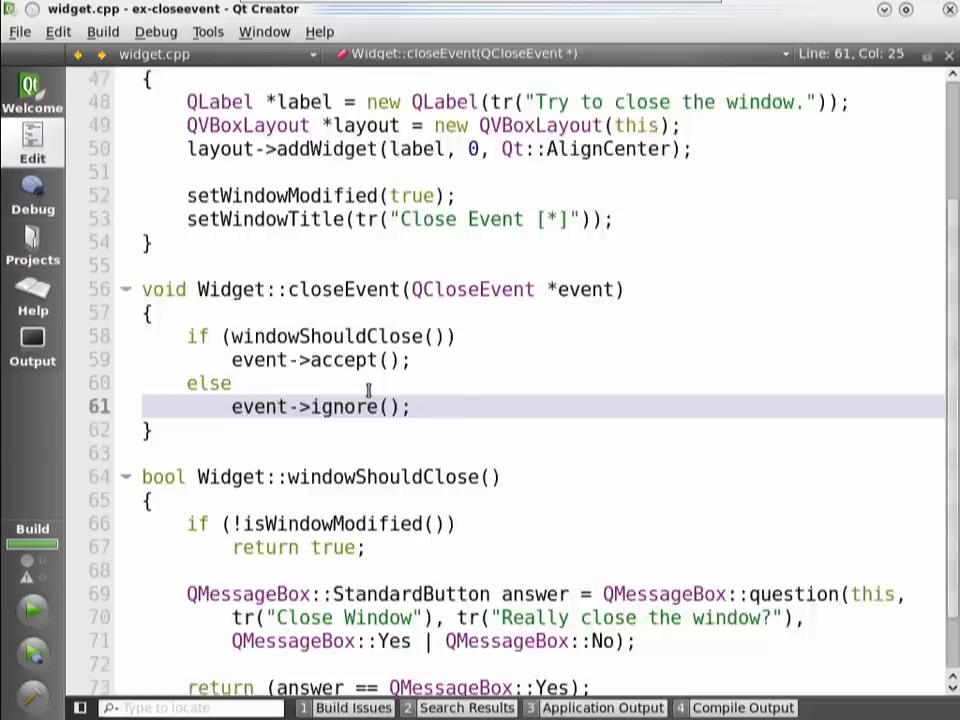 widget.cpp - ex-closeevent - Qt Creator
File Edit Build Debug Tools Window Help
widget.cpp Widget::closeEvent(QCloseEvent *) Line: 61, Col: 25
Qt
Welcome
Edit
Debug
Projects
Help
Output
Build
0
0
47 {
48 QLabel *label = new QLabel(tr("Try to close the window."));
49 QVBoxLayout *layout = new QVBoxLayout(this);
50 layout->addWidget(label, 0, Qt::AlignCenter);
51
52 setWindowModified(true);
53 setWindowTitle(tr("Close Event [*]"));
54 }
55
56 void Widget::closeEvent(QCloseEvent *event)
57 {
58 if (windowShouldClose())
59 event->accept();
60 else
61 event->ignore();
62 }
63
64 bool Widget::windowShouldClose()
65 {
66 if (!isWindowModified())
67 return true;
68
69 QMessageBox::StandardButton answer = QMessageBox::question(this,
70 tr("Close Window"), tr("Really close the window?"),
71 QMessageBox::Yes | QMessageBox::No);
72
73 return (answer == QMessageBox::Yes);
Type to locate 1 Build Issues 2 Search Results 3 Application Output 4 Compile Output